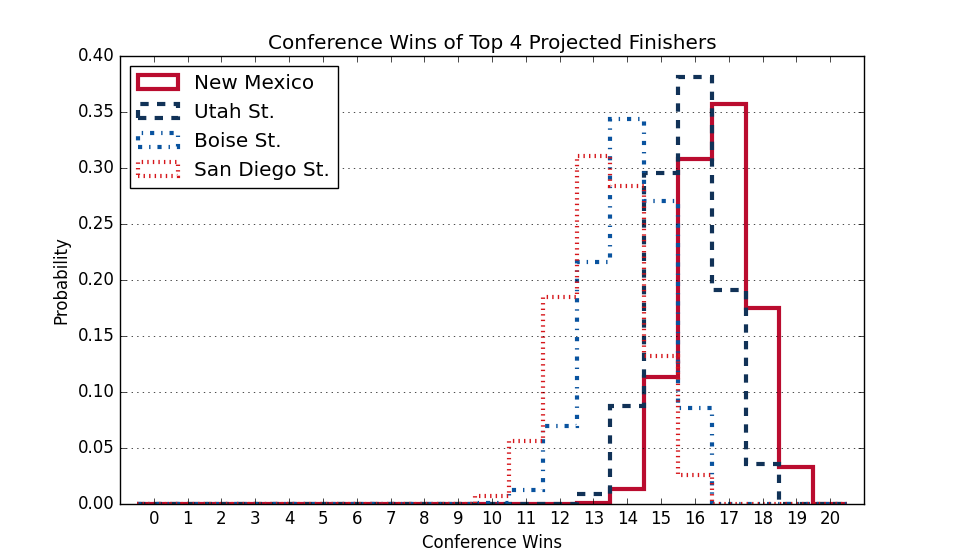 Conference Wins of Top 4 Projected Finishers
New Mexico
Utah St.
Boise St.
San Diego St.
0.40
0.35
0.30
0.25
0.20
0.15
0.10
0.05
0.00
Probability
0 1 2 3 4 5 6 7 8 9 10 11 12 13 14 15 16 17 18 19 20
Conference Wins